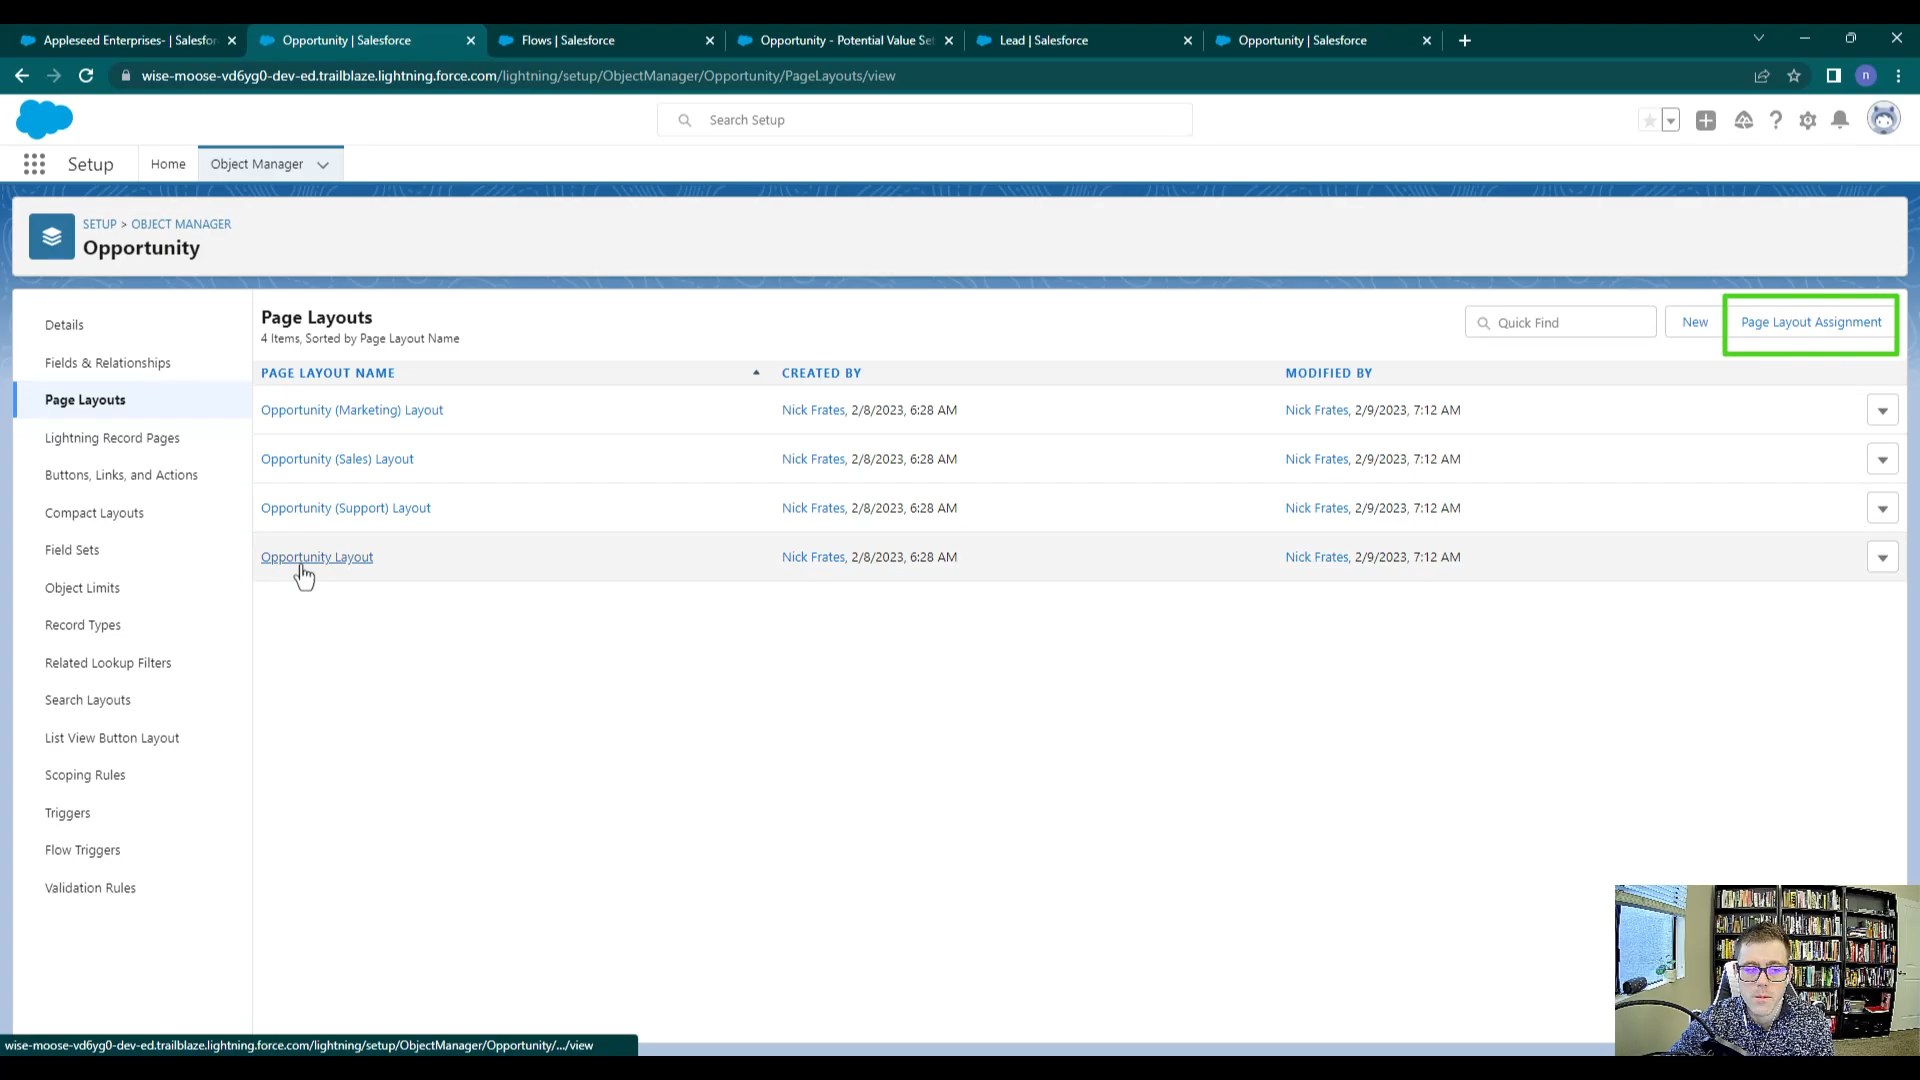 Appleseed Enterprises- | Salesfor
Opportunity | Salesforce
Flows | Salesforce
Opportunity - Potential Value Set
Lead | Salesforce
Opportunity | Salesforce
wise-moose-vd6yg0-dev-ed.trailblaze.lightning.force.com/lightning/setup/ObjectManager/Opportunity/PageLayouts/view
n
Search Setup
Setup
Home
Object Manager
SETUP > OBJECT MANAGER
Opportunity
Details
Fields & Relationships
Page Layouts
Lightning Record Pages
Buttons, Links, and Actions
Compact Layouts
Field Sets
Object Limits
Record Types
Related Lookup Filters
Search Layouts
List View Button Layout
Scoping Rules
Triggers
Flow Triggers
Validation Rules
Page Layouts
4 Items, Sorted by Page Layout Name
Quick Find
New
Page Layout Assignment
PAGE LAYOUT NAME CREATED BY MODIFIED BY
Opportunity (Marketing) Layout Nick Frates, 2/8/2023, 6:28 AM Nick Frates, 2/9/2023, 7:12 AM
Opportunity (Sales) Layout Nick Frates, 2/8/2023, 6:28 AM Nick Frates, 2/9/2023, 7:12 AM
Opportunity (Support) Layout Nick Frates, 2/8/2023, 6:28 AM Nick Frates, 2/9/2023, 7:12 AM
Opportunity Layout Nick Frates, 2/8/2023, 6:28 AM Nick Frates, 2/9/2023, 7:12 AM
wise-moose-vd6yg0-dev-ed.trailblaze.lightning.force.com/lightning/setup/ObjectManager/Opportunity/.../view